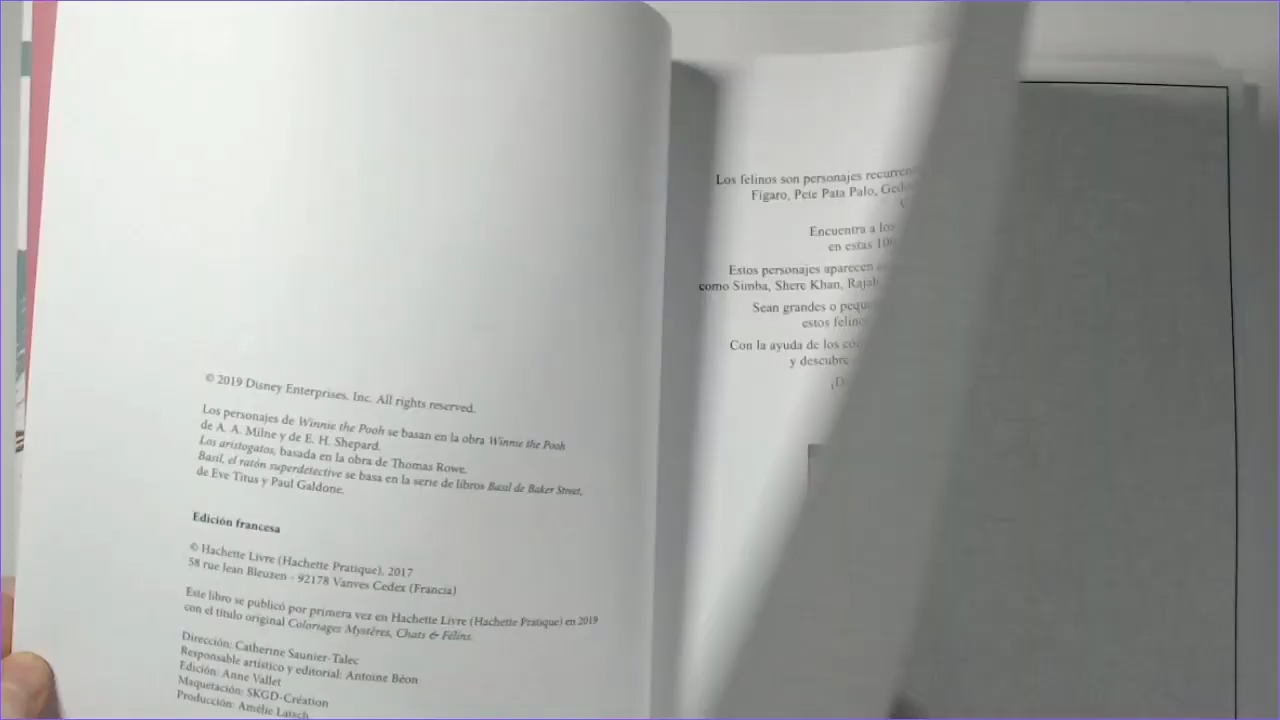 © 2019 Disney Enterprises, Inc. All rights reserved.
Los personajes de Winnie the Pooh se basan en la obra Winnie the Pooh
de A. A. Milne y de E. H. Shepard.
Los aristogatos, basada en la obra de Thomas Rowe.
Basil, el ratón superdetective se basa en la serie de libros Basil de Baker Street,
de Eve Titus y Paul Galdone.
Edición francesa
© Hachette Livre (Hachette Pratique), 2017
58 rue Jean Bleuzen - 92178 Vanves Cedex (Francia)
Este libro se publicó por primera vez en Hachette Livre (Hachette Pratique) en 2019
con el título original Coloriages Mystères, Chats & Félins.
Dirección: Catherine Saunier-Talec
Responsable artístico y editorial: Antoine Béon
Edición: Anne Vallet
Maquetación: SKGD-Création
Producción: Amélie
Los felinos son personajes
Fígaro, Pete Pata Palo,
Encuentra a los
en estas
Estos personajes aparecen
como Simba, Shere Khan,
Sean grandes o
estos
Con la ayuda de los
y descubre